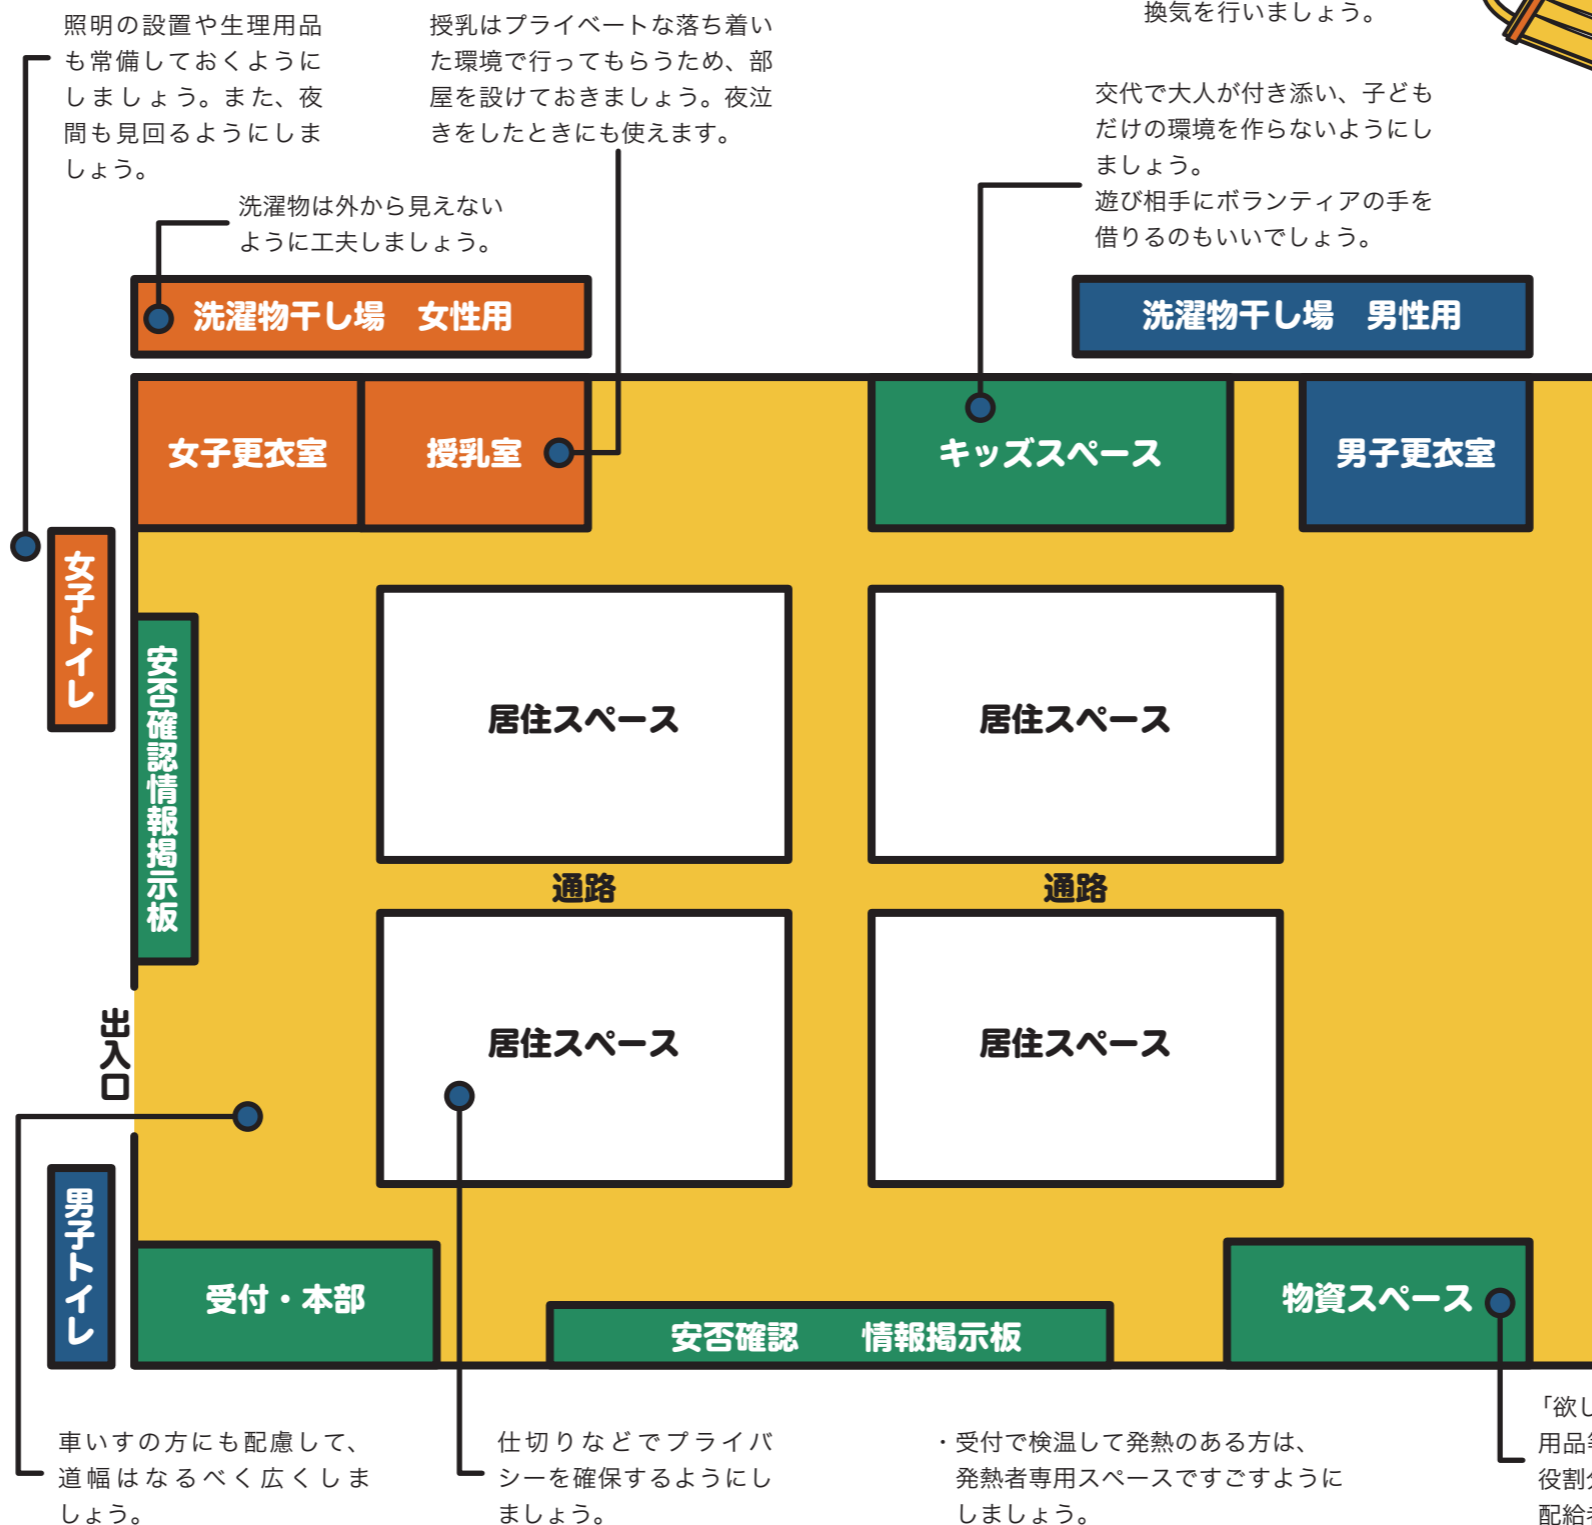 照明の設置や生理用品
も常備しておくように
しましょう。また、夜
間も見回るようにしま
しょう。
授乳はプライベートな落ち着い
た環境で行ってもらうため、部
屋を設けておきましょう。夜泣
きをしたときにも使えます。
換気を行いましょう。
交代で大人が付き添い、子ども
だけの環境を作らないようにし
ましょう。
遊び相手にボランティアの手を
借りるのもいいでしょう。
洗濯物は外から見えない
ように工夫しましょう。
洗濯物干し場　女性用
洗濯物干し場　男性用
女子更衣室
授乳室
キッズスペース
男子更衣室
女子トイレ
安否確認情報掲示板
居住スペース
居住スペース
通路
通路
居住スペース
居住スペース
出入口
男子トイレ
受付・本部
安否確認　　情報掲示板
物資スペース
車いすの方にも配慮して、
道幅はなるべく広くしま
しょう。
仕切りなどでプライバ
シーを確保するようにし
ましょう。
・受付で検温して発熱のある方は、
発熱者専用スペースですごすように
しましょう。
「欲し
用品等
役割分
配給者